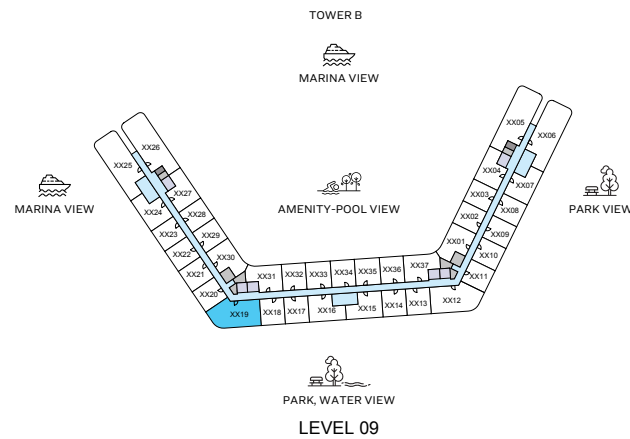 TOWER B
MARINA VIEW
MARINA VIEW
AMENITY-POOL VIEW
PARK VIEW
XX05
XX06
XX26
XX25
XX04
XX07
XX27
XX24
XX03
XX08
XX28
XX23
XX02
XX09
XX29
XX22
XX01
XX10
XX30
XX21
XX31
XX32
XX33
XX34
XX35
XX36
XX37
XX11
XX20
XX19
XX18
XX17
XX16
XX15
XX14
XX13
XX12
PARK, WATER VIEW
LEVEL 09